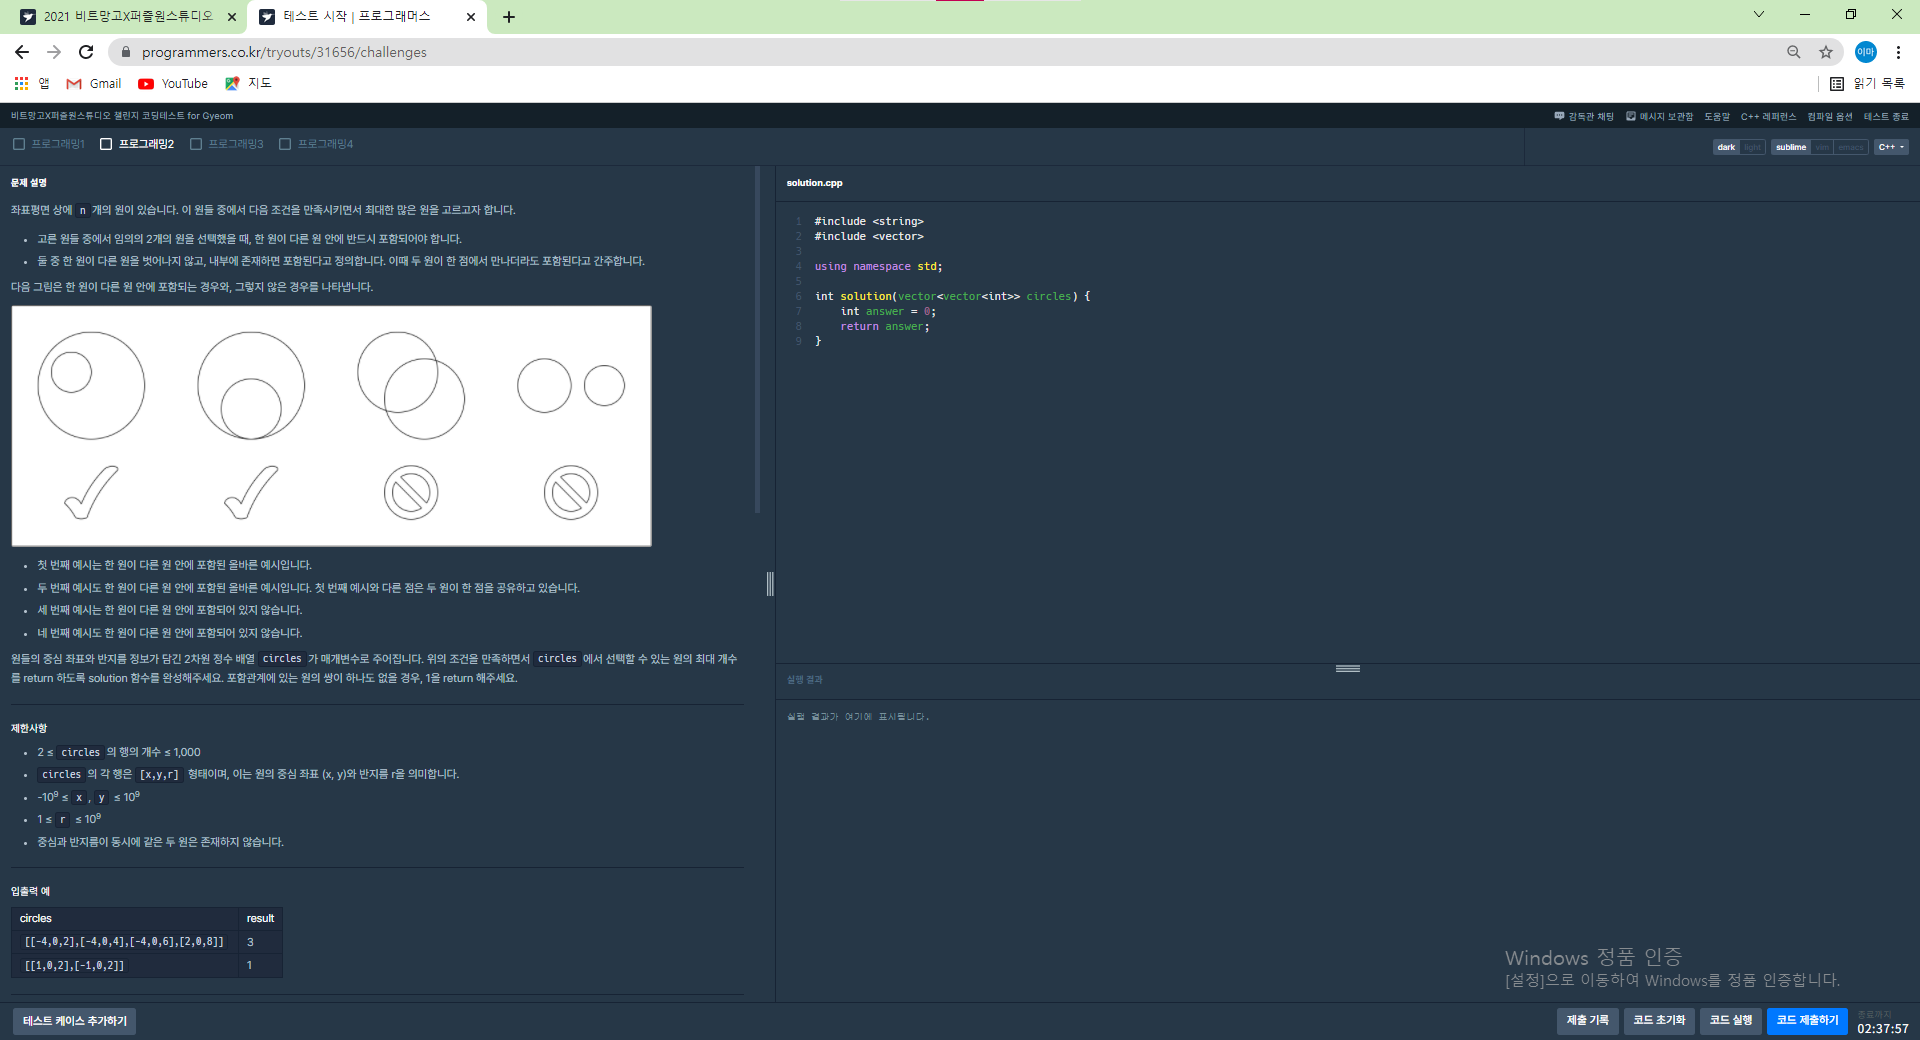 2021 비트망고X퍼즐원스튜디오
테스트 시작 | 프로그래머스
programmers.co.kr/tryouts/31656/challenges
이마
앱 Gmail YouTube 지도 읽기 목록
비트망고X퍼즐원스튜디오 챌린지 코딩테스트 for Gyeom
감독관 채팅 메시지 보관함 도움말 C++ 레퍼런스 컴파일 옵션 테스트 종료
프로그래밍1 프로그래밍2 프로그래밍3 프로그래밍4
dark light sublime vim emacs C++
문제 설명
좌표평면 상에 n개의 원이 있습니다. 이 원들 중에서 다음 조건을 만족시키면서 최대한 많은 원을 고르고자 합니다.
• 고른 원들 중에서 임의의 2개의 원을 선택했을 때, 한 원이 다른 원 안에 반드시 포함되어야 합니다.
• 둘 중 한 원이 다른 원을 벗어나지 않고, 내부에 존재하면 포함된다고 정의합니다. 이때 두 원이 한 점에서 만나더라도 포함된다고 간주합니다.
다음 그림은 한 원이 다른 원 안에 포함되는 경우와, 그렇지 않은 경우를 나타냅니다.
• 첫 번째 예시는 한 원이 다른 원 안에 포함된 올바른 예시입니다.
• 두 번째 예시도 한 원이 다른 원 안에 포함된 올바른 예시입니다. 첫 번째 예시와 다른 점은 두 원이 한 점을 공유하고 있습니다.
• 세 번째 예시는 한 원이 다른 원 안에 포함되어 있지 않습니다.
• 네 번째 예시도 한 원이 다른 원 안에 포함되어 있지 않습니다.
원들의 중심 좌표와 반지름 정보가 담긴 2차원 정수 배열 circles가 매개변수로 주어집니다. 위의 조건을 만족하면서 circles에서 선택할 수 있는 원의 최대 개수
를 return 하도록 solution 함수를 완성해주세요. 포함관계에 있는 원의 쌍이 하나도 없을 경우, 1을 return 해주세요.
제한사항
• 2 ≤ circles의 행의 개수 ≤ 1,000
• circles의 각 행은 [x,y,r] 형태이며, 이는 원의 중심 좌표 (x, y)와 반지름 r을 의미합니다.
• -10⁹ ≤ x, y ≤ 10⁹
• 1 ≤ r ≤ 10⁹
• 중심과 반지름이 동시에 같은 두 원은 존재하지 않습니다.
입출력 예
circles result
[[-4,0,2],[-4,0,4],[-4,0,6],[2,0,8]] 3
[[1,0,2],[-1,0,2]] 1
solution.cpp
1 #include <string>
2 #include <vector>
3
4 using namespace std;
5
6 int solution(vector<vector<int>> circles) {
7 int answer = 0;
8 return answer;
9 }
실행 결과
실행 결과가 여기에 표시됩니다.
Windows 정품 인증
[설정]으로 이동하여 Windows를 정품 인증합니다.
테스트 케이스 추가하기
제출 기록 코드 초기화 코드 실행 코드 제출하기
종료까지
02:37:57